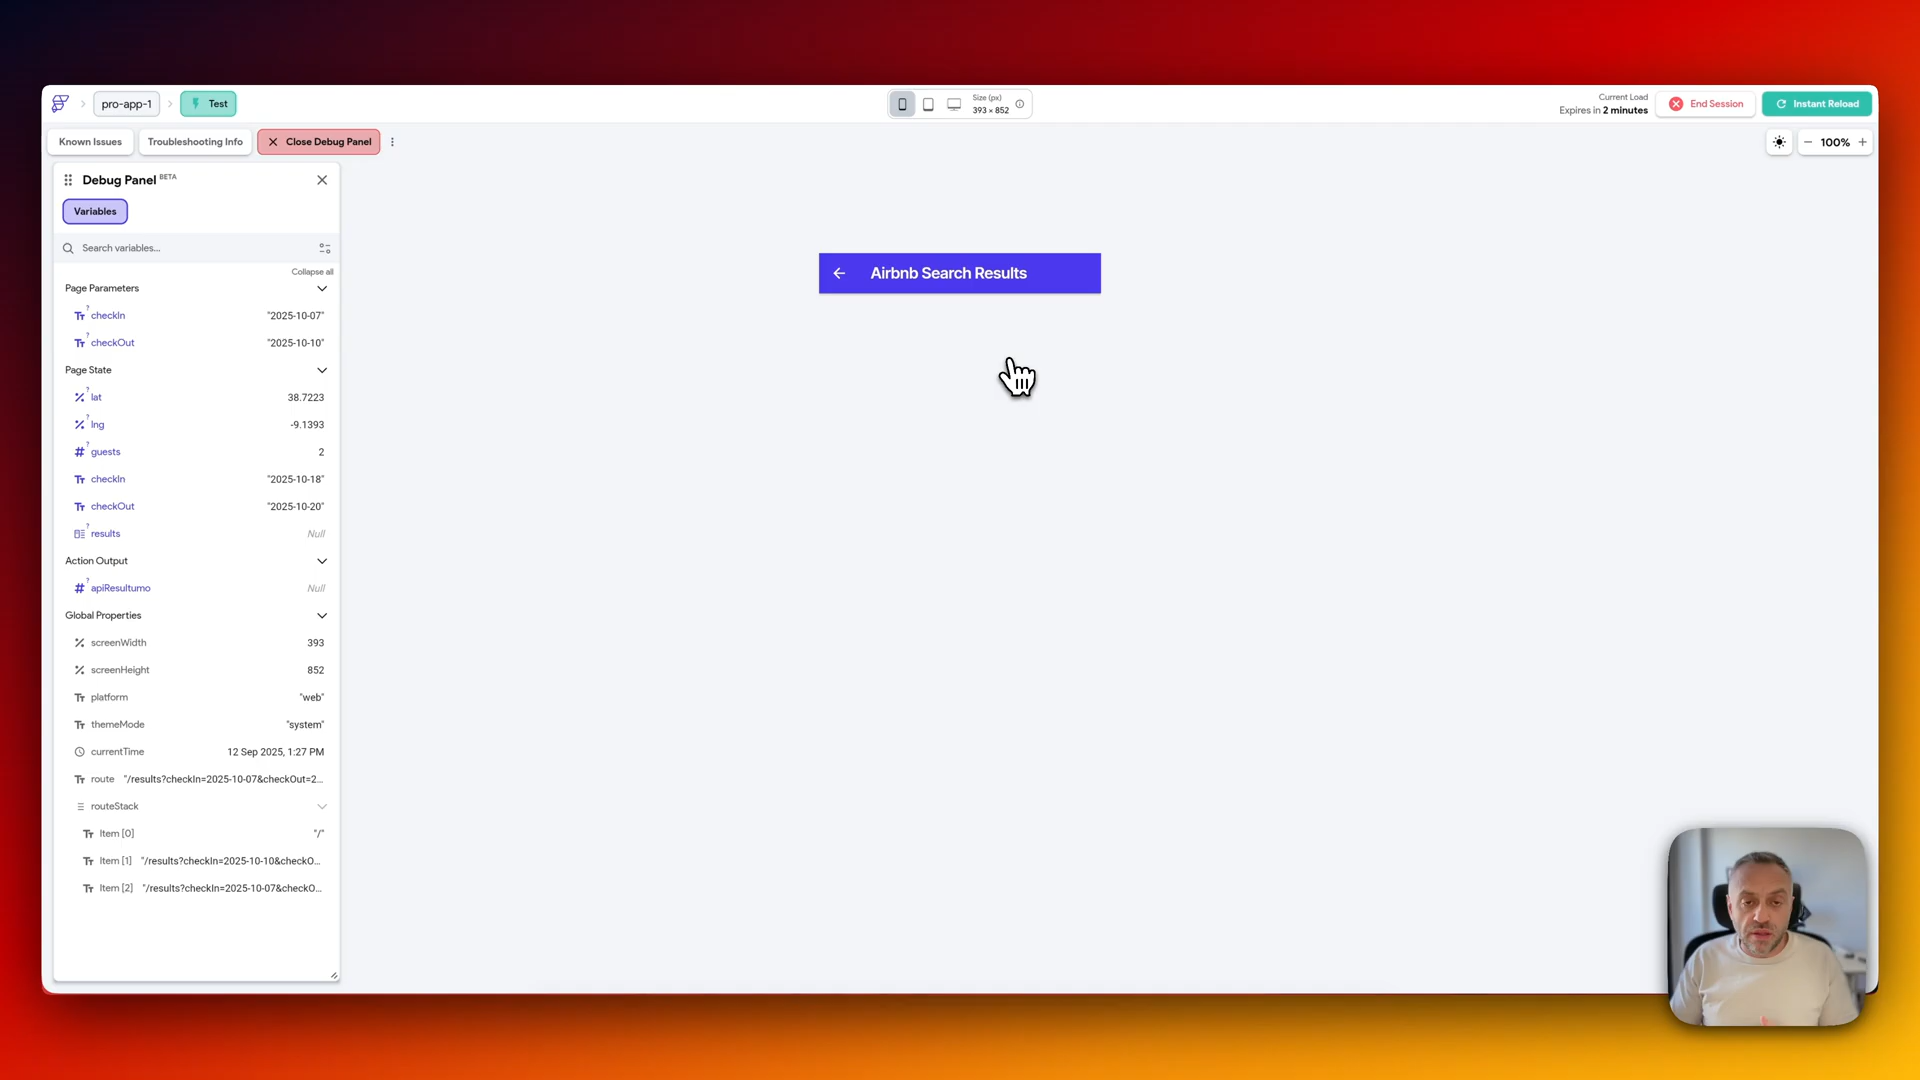 pro-app-1
Test
Size (px)
393 × 852
Current Load
Expires in 2 minutes
End Session
Instant Reload
Known Issues
Troubleshooting Info
Close Debug Panel
100%
Debug Panel BETA
Variables
Search variables...
Collapse all
Page Parameters
checkIn "2025-10-07"
checkOut "2025-10-10"
Page State
lat 38.7223
lng -9.1393
guests 2
checkIn "2025-10-18"
checkOut "2025-10-20"
results Null
Action Output
apiResultumo Null
Global Properties
screenWidth 393
screenHeight 852
platform "web"
themeMode "system"
currentTime 12 Sep 2025, 1:27 PM
route "/results?checkIn=2025-10-07&checkOut=2...
routeStack
Item [0] "/"
Item [1] "/results?checkIn=2025-10-10&checkO...
Item [2] "/results?checkIn=2025-10-07&checkO...
Airbnb Search Results